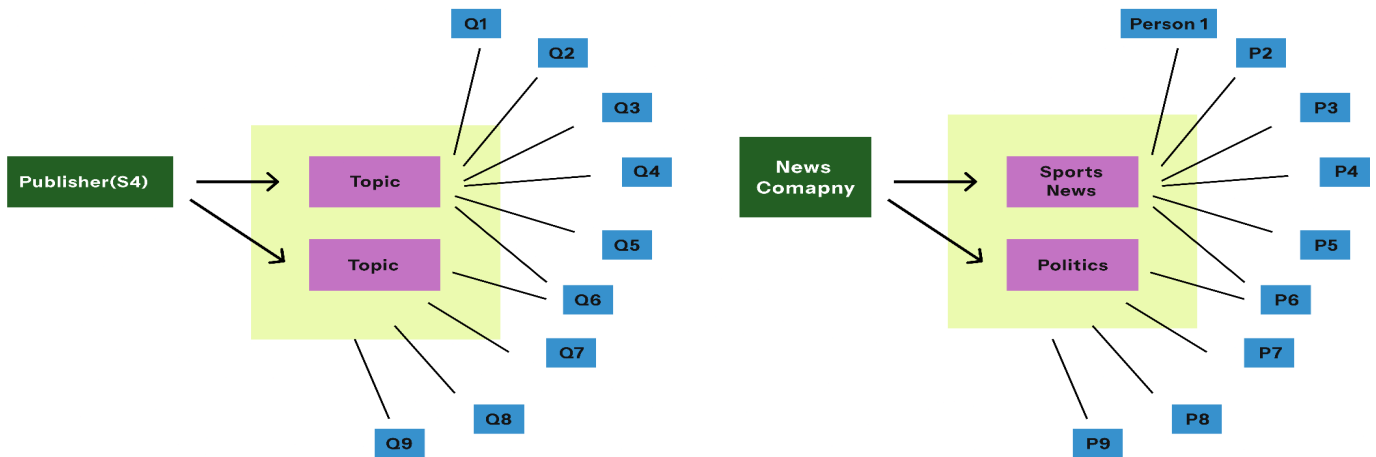 Q1
Q2
Q3
Q4
Q5
Q6
Q7
Q8
Q9
Publisher(S4)
Topic
Topic
Person 1
P2
P3
P4
P5
P6
P7
P8
P9
News
Comapny
Sports
News
Politics